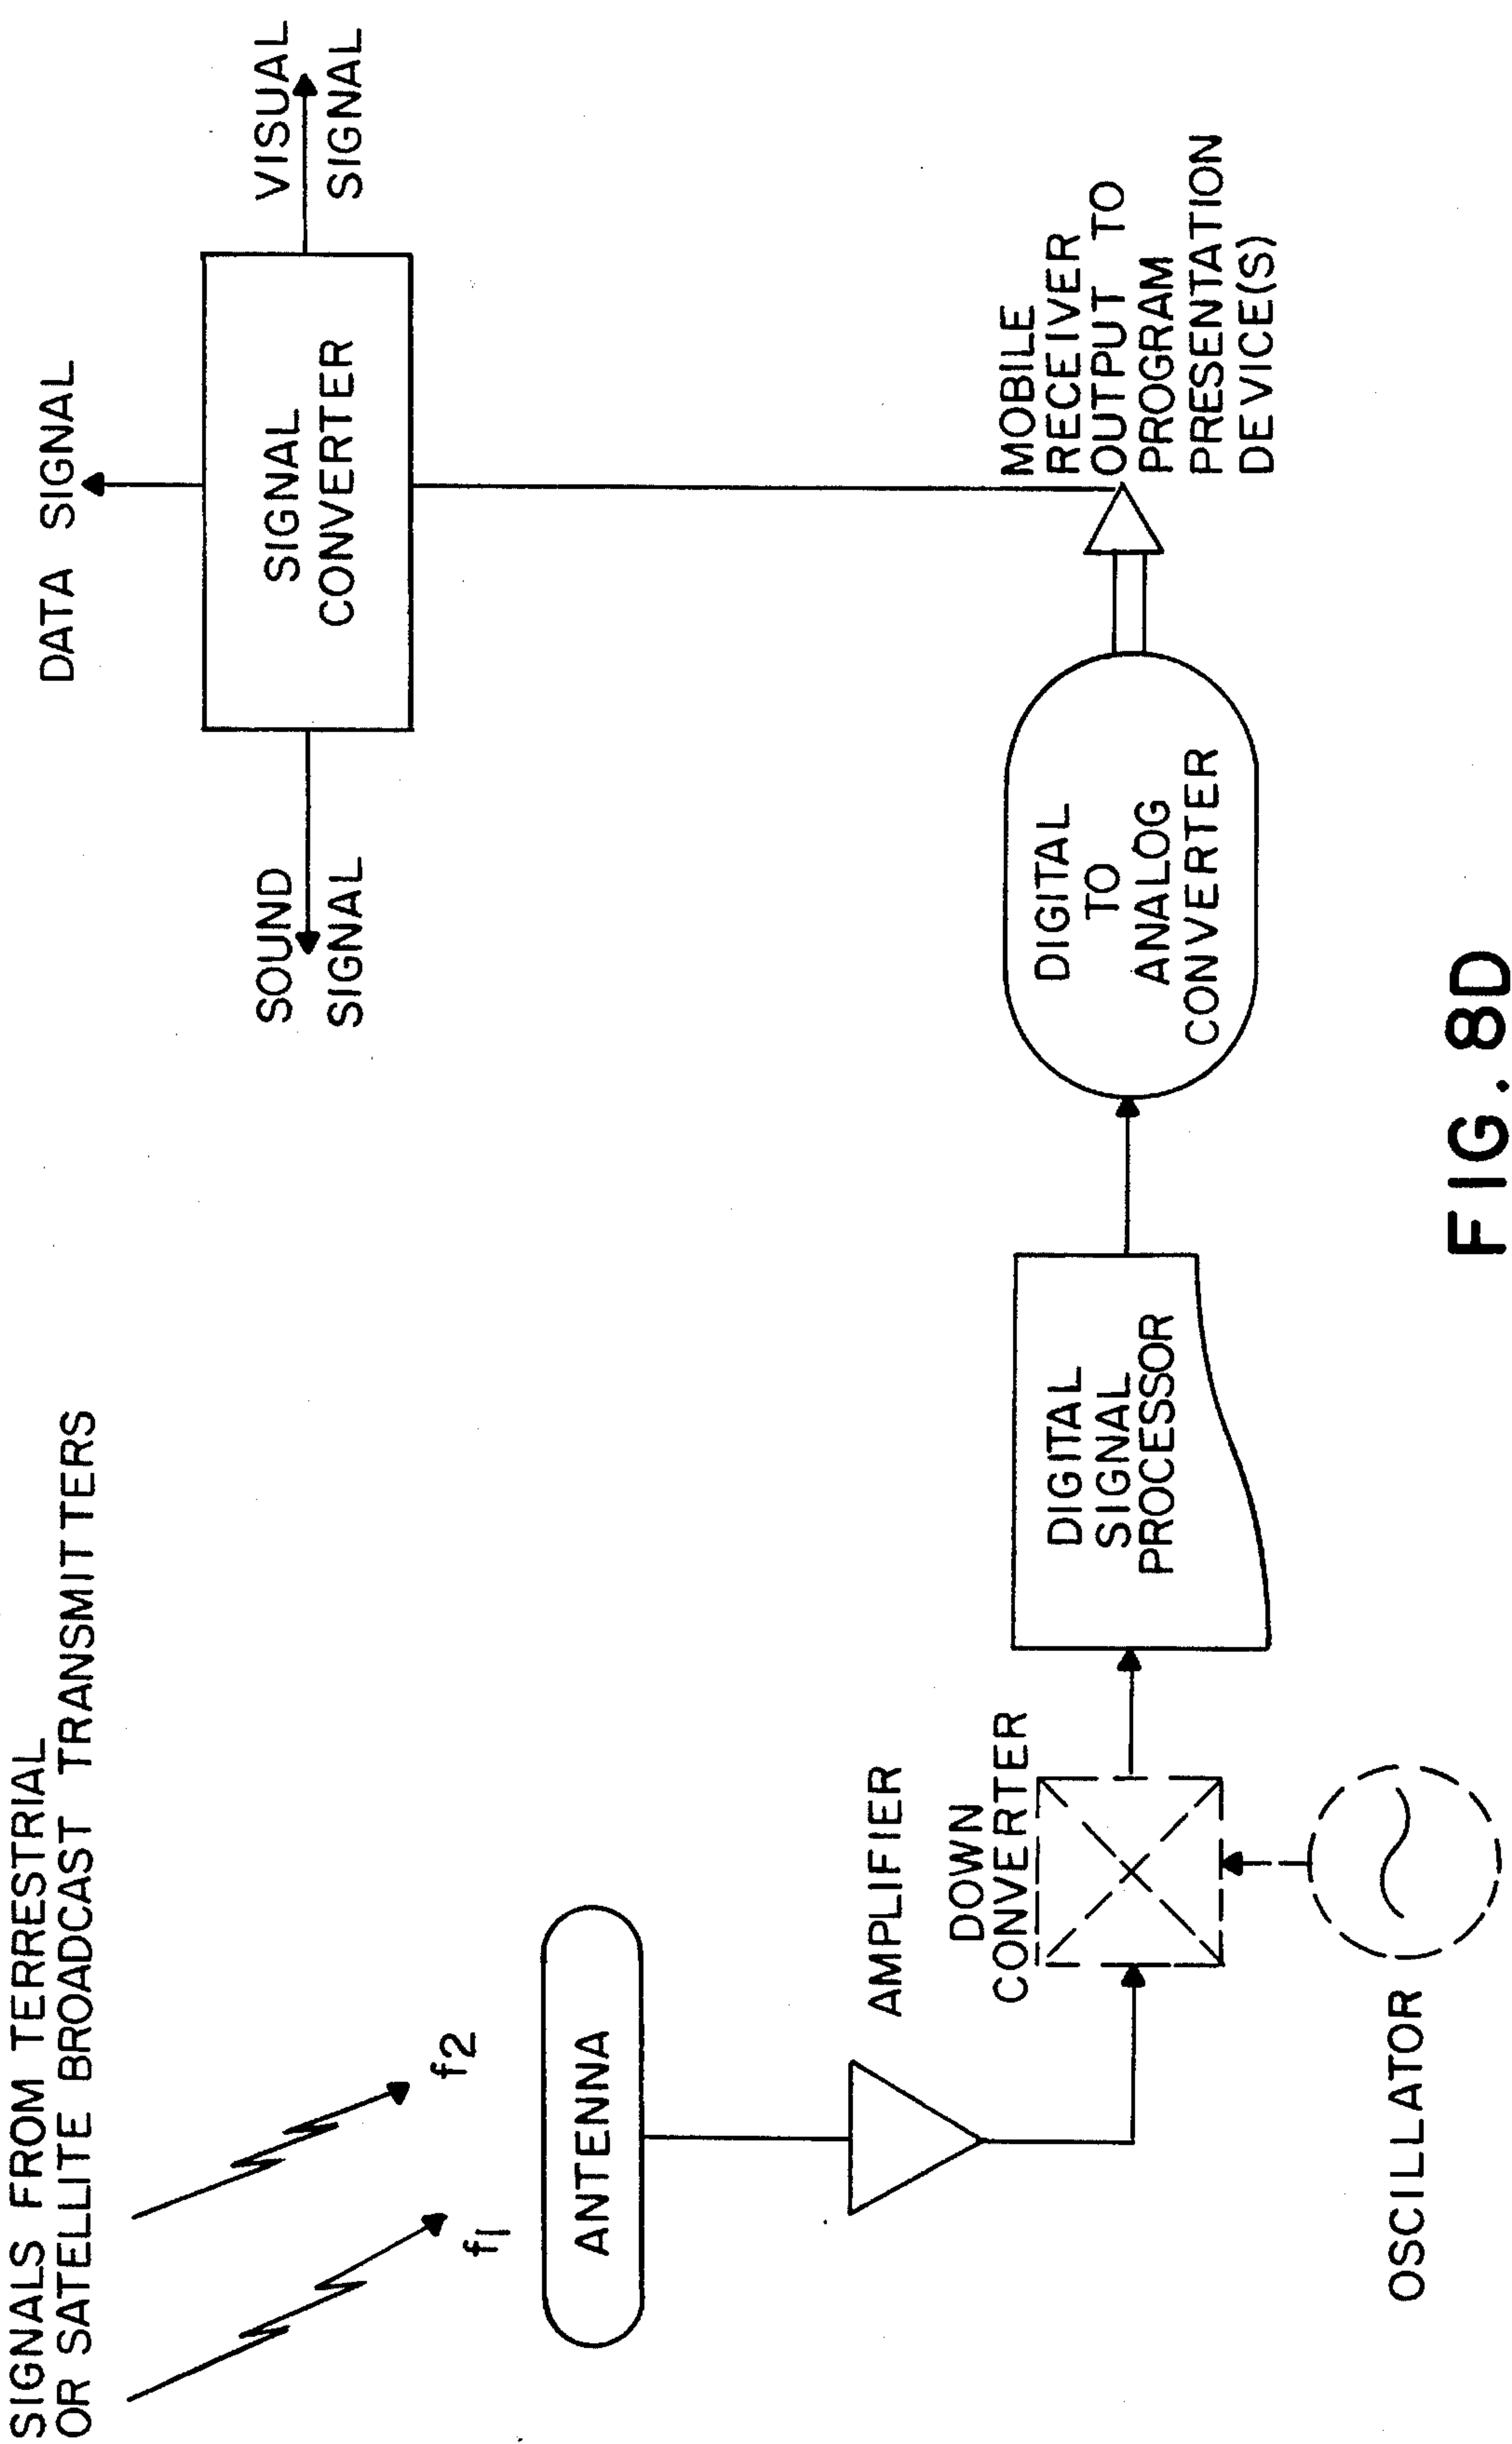 SIGNALS FROM TERRESTRIAL
OR SATELLITE BROADCAST TRANSMITTERS
f1
f2
ANTENNA
AMPLIFIER
DOWN
CONVERTER
OSCILLATOR
DIGITAL
SIGNAL
PROCESSOR
DIGITAL
TO
ANALOG
CONVERTER
MOBILE
RECEIVER
OUTPUT TO
PROGRAM
PRESENTATION
DEVICE(S)
DATA SIGNAL
SIGNAL
CONVERTER
SOUND
SIGNAL
VISUAL
SIGNAL
FIG. 8D